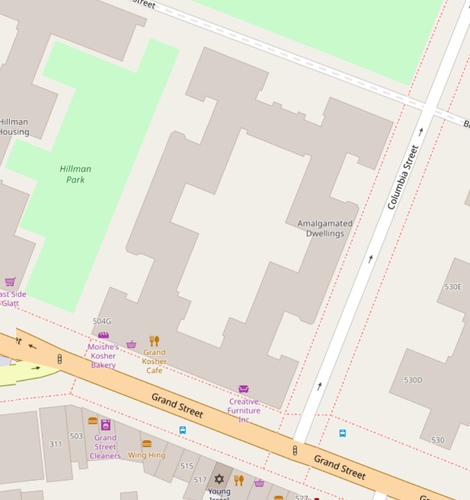 Street
B
Hillman
Housing
Hillman
Park
Columbia Street
Amalgamated
Dwellings
530E
ast Side
Glatt
504G
Moishe's
Kosher
Bakery
Grand
Kosher
Cafe
530D
Creative
Furniture
Inc
Grand Street
530
311
503
Grand
Street
Cleaners
Wing Hing
515
517
Young
Israel
527
Grand Street
G